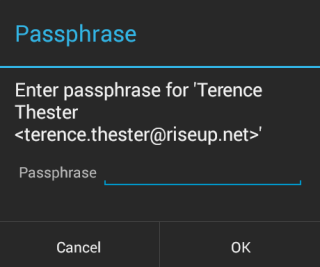 Passphrase
Enter passphrase for 'Terence
Thester
<terence.thester@riseup.net>'
Passphrase
Cancel
OK